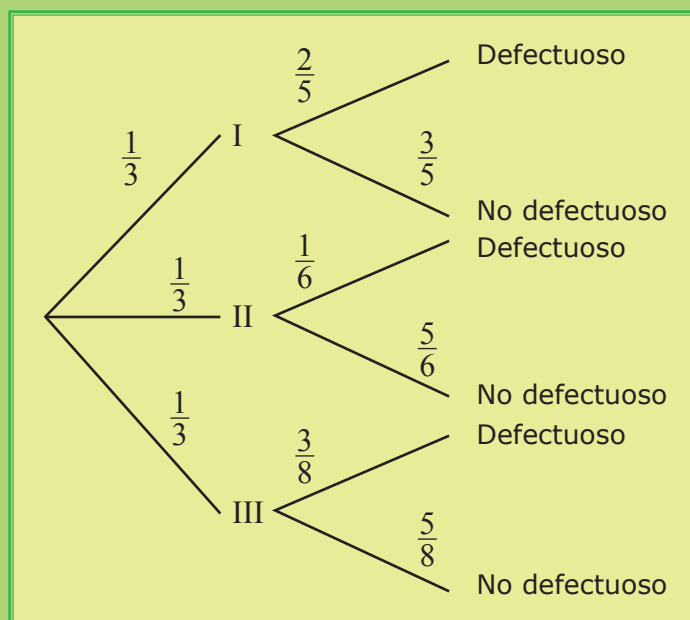 2/5 Defectuoso
1/3 I
3/5 No defectuoso
1/6 Defectuoso
1/3 II
5/6 No defectuoso
1/3
3/8 Defectuoso
III
5/8 No defectuoso